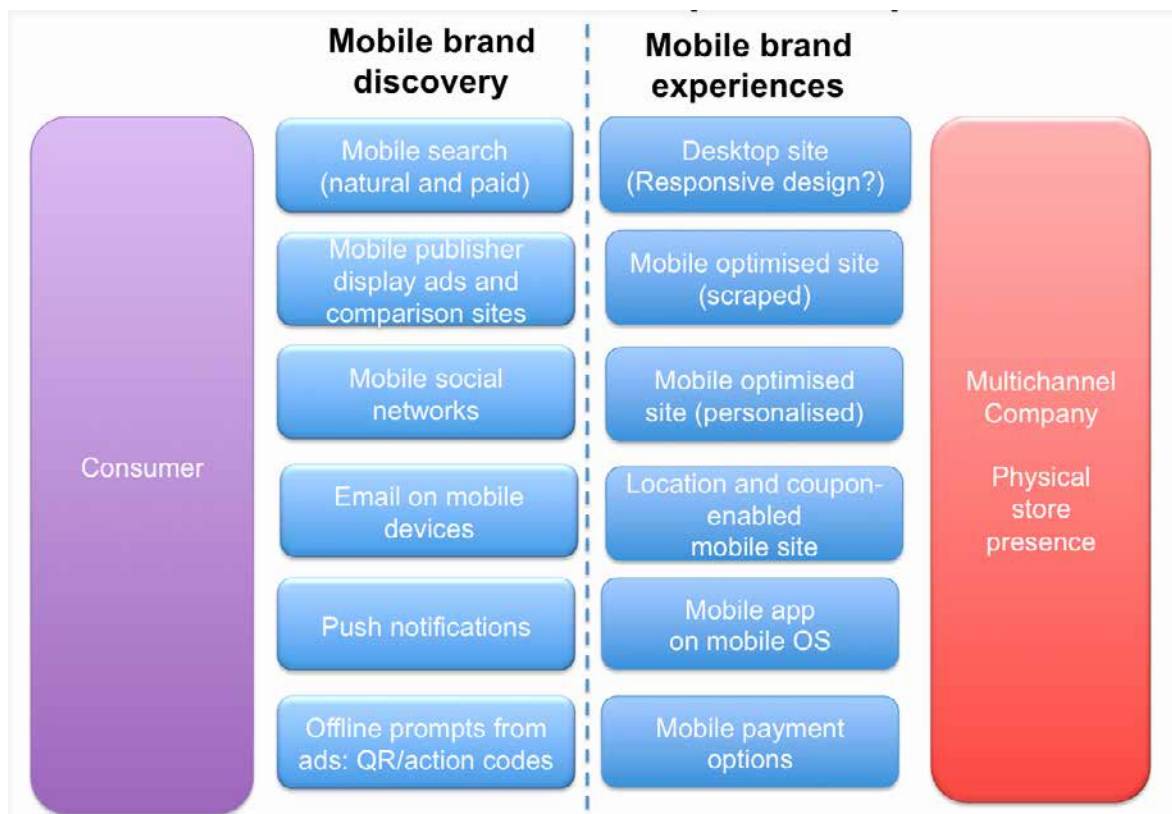 Mobile brand
discovery
Mobile brand
experiences
Consumer
Mobile search
(natural and paid)
Mobile publisher
display ads and
comparison sites
Mobile social
networks
Email on mobile
devices
Push notifications
Offline prompts from
ads: QR/action codes
Desktop site
(Responsive design?)
Mobile optimised site
(scraped)
Mobile optimised
site (personalised)
Location and coupon-
enabled
mobile site
Mobile app
on mobile OS
Mobile payment
options
Multichannel
Company
Physical
store
presence